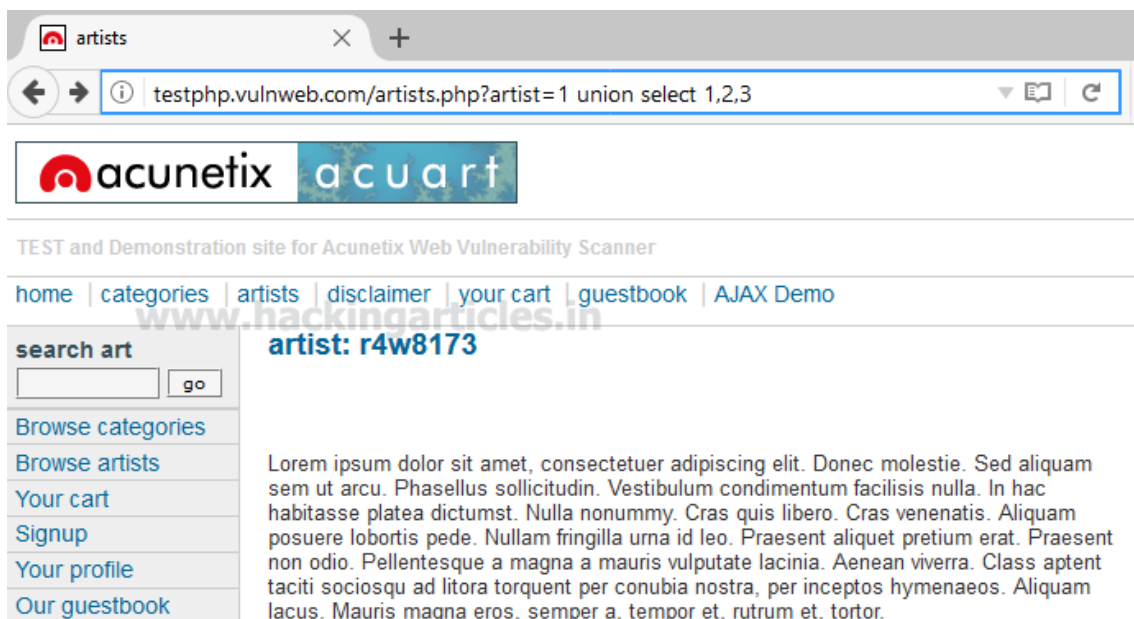 artists
testphp.vulnweb.com/artists.php?artist=1 union select 1,2,3
acunetix acuart
TEST and Demonstration site for Acunetix Web Vulnerability Scanner
home | categories | artists | disclaimer | your cart | guestbook | AJAX Demo
www.hackingarticles.in
search art
go
Browse categories
Browse artists
Your cart
Signup
Your profile
Our guestbook
artist: r4w8173
Lorem ipsum dolor sit amet, consectetuer adipiscing elit. Donec molestie. Sed aliquam
sem ut arcu. Phasellus sollicitudin. Vestibulum condimentum facilisis nulla. In hac
habitasse platea dictumst. Nulla nonummy. Cras quis libero. Cras venenatis. Aliquam
posuere lobortis pede. Nullam fringilla urna id leo. Praesent aliquet pretium erat. Praesent
non odio. Pellentesque a magna a mauris vulputate lacinia. Aenean viverra. Class aptent
taciti sociosqu ad litora torquent per conubia nostra, per inceptos hymenaeos. Aliquam
lacus. Mauris magna eros, semper a, tempor et, rutrum et, tortor.